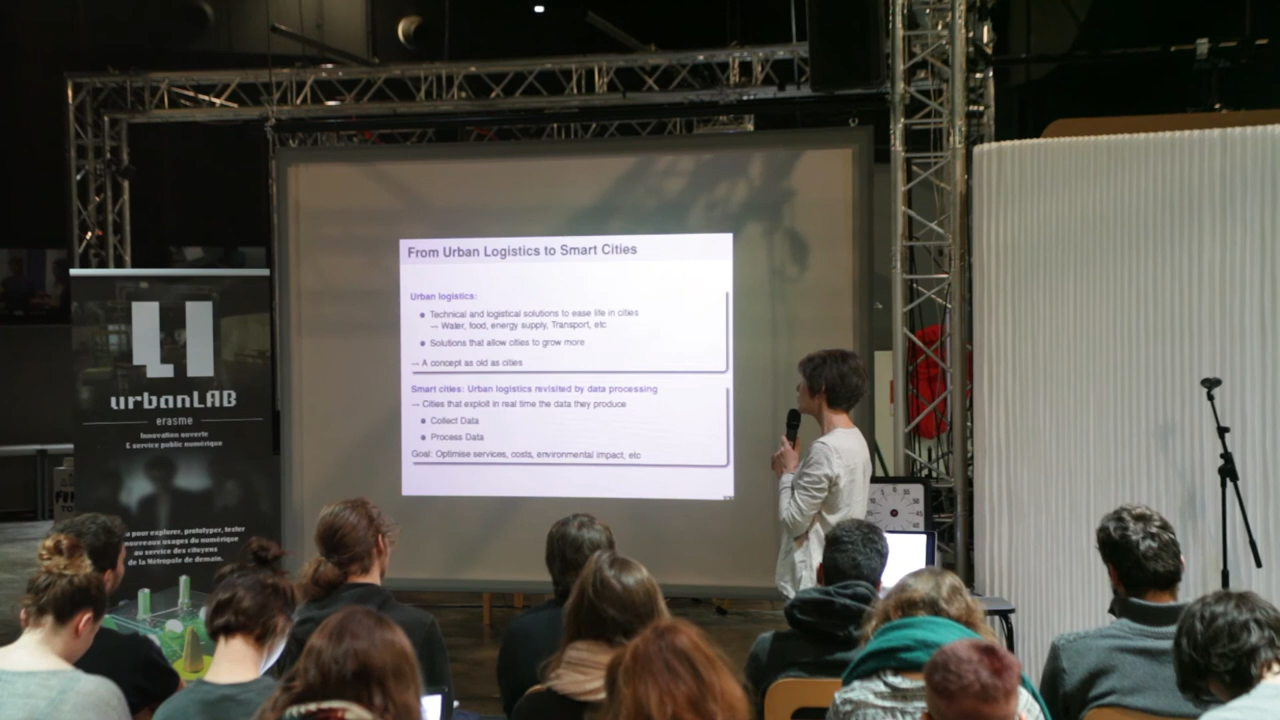 From Urban Logistics to Smart Cities
Urban logistics:
Technical and logistical solutions to ease life in cities
→ Water, food, energy supply, Transport, etc
Solutions that allow cities to grow more
→ A concept as old as cities
Smart cities: Urban logistics revisited by data processing
→ Cities that exploit in real time the data they produce
Collect Data
Process Data
Goal: Optimise services, costs, environmental impact, etc
urbanLAB
erasme
Innovation ouverte
& service public numérique
pour explorer, prototyper, tester
nouveaux usages du numérique
au service des citoyens
de la Métropole de demain.
5 0 55